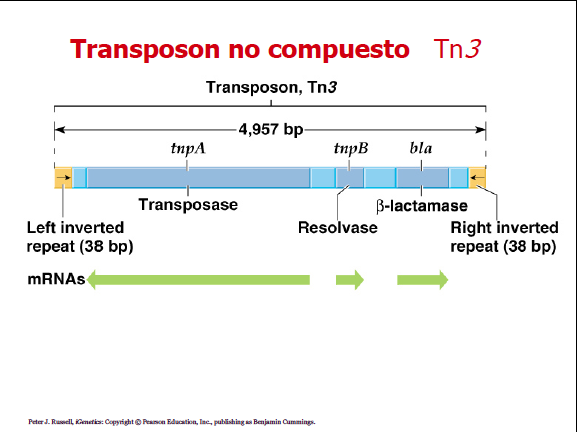 Transposon no compuesto Tn3
Transposon, Tn3
4,957 bp
tnpA tnpB bla
Transposase Resolvase β-lactamase
Left inverted
repeat (38 bp)
Right inverted
repeat (38 bp)
mRNAs
Peter J. Russell, iGenetics: Copyright © Pearson Education, Inc., publishing as Benjamin Cummings.